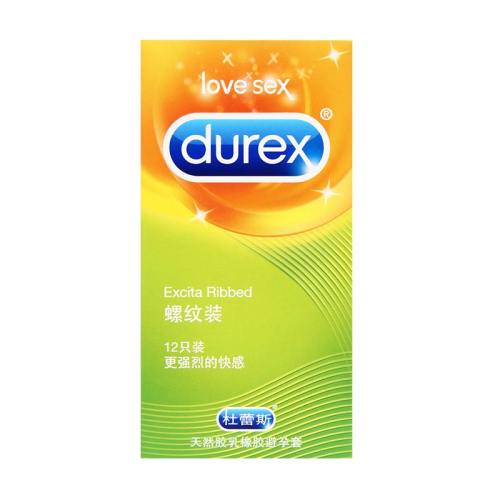 love sex
durex®
Excita Ribbed
螺纹装
12只装
更强烈的快感
杜蕾斯
天然胶乳橡胶避孕套